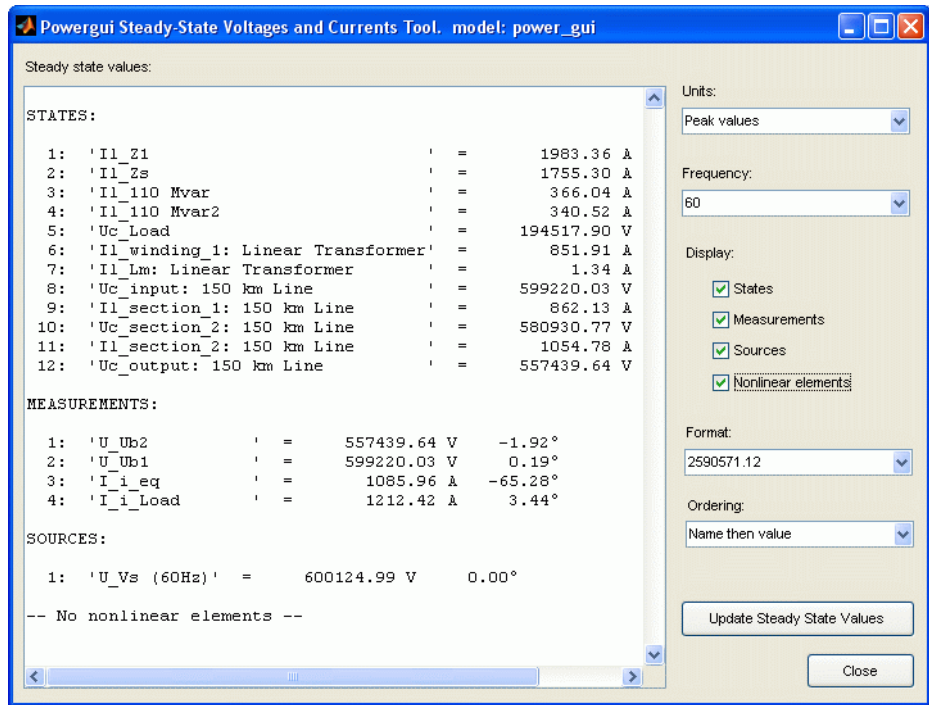 Powergui Steady-State Voltages and Currents Tool.  model: power_gui
Steady state values:
STATES:
1: 'Il_Z1 ' = 1983.36 A
2: 'Il_Zs ' = 1755.30 A
3: 'Il_110 Mvar ' = 366.04 A
4: 'Il_110 Mvar2 ' = 340.52 A
5: 'Uc_Load ' = 194517.90 V
6: 'Il_winding_1: Linear Transformer' = 851.91 A
7: 'Il_Lm: Linear Transformer ' = 1.34 A
8: 'Uc_input: 150 km Line ' = 599220.03 V
9: 'Il_section_1: 150 km Line ' = 862.13 A
10: 'Uc_section_2: 150 km Line ' = 580930.77 V
11: 'Il_section_2: 150 km Line ' = 1054.78 A
12: 'Uc_output: 150 km Line ' = 557439.64 V
MEASUREMENTS:
1: 'U_Ub2 ' = 557439.64 V -1.92°
2: 'U_Ub1 ' = 599220.03 V 0.19°
3: 'I_i_eq ' = 1085.96 A -65.28°
4: 'I_i_Load ' = 1212.42 A 3.44°
SOURCES:
1: 'U_Vs (60Hz)' = 600124.99 V 0.00°
-- No nonlinear elements --
Units:
Peak values
Frequency:
60
Display:
States
Measurements
Sources
Nonlinear elements
Format:
2590571.12
Ordering:
Name then value
Update Steady State Values
Close